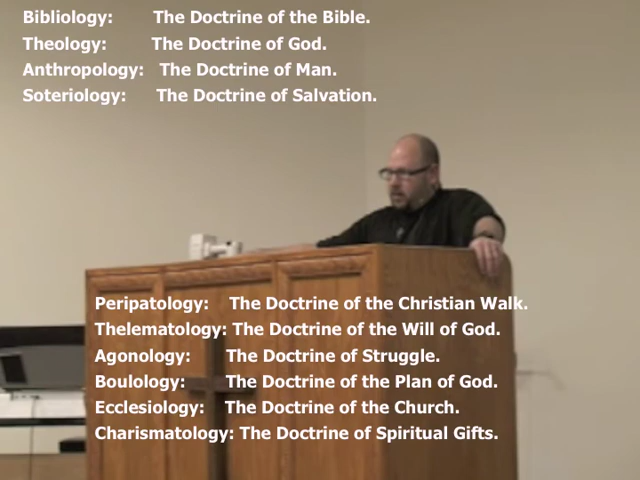 Bibliology: The Doctrine of the Bible.
Theology: The Doctrine of God.
Anthropology: The Doctrine of Man.
Soteriology: The Doctrine of Salvation.
Peripatology: The Doctrine of the Christian Walk.
Thelematology: The Doctrine of the Will of God.
Agonology: The Doctrine of Struggle.
Boulology: The Doctrine of the Plan of God.
Ecclesiology: The Doctrine of the Church.
Charismatology: The Doctrine of Spiritual Gifts.